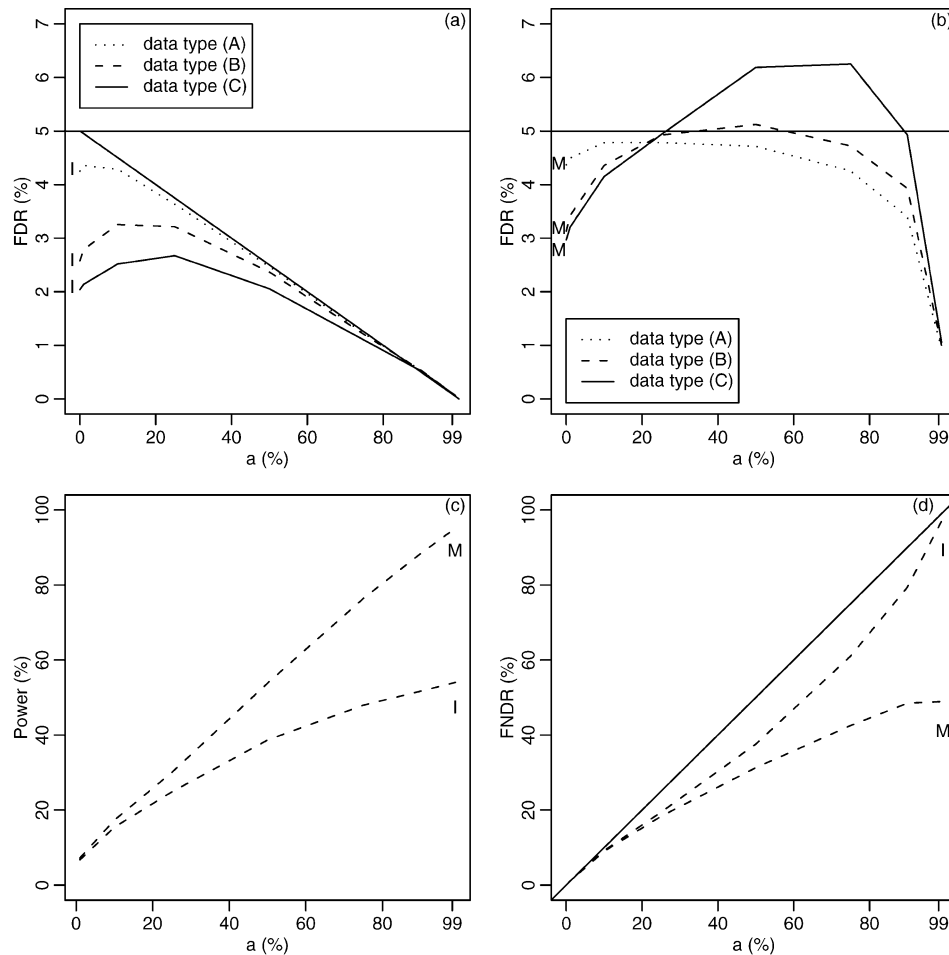 (a)
7
6
5
4
3
2
1
0
FDR (%)
data type (A)
data type (B)
data type (C)
I
I
I
0 20 40 60 80 99
a (%)
(b)
7
6
5
4
3
2
1
0
FDR (%)
M
M
M
data type (A)
data type (B)
data type (C)
0 20 40 60 80 99
a (%)
(c)
100
80
60
40
20
0
Power (%)
M
I
0 20 40 60 80 99
a (%)
(d)
100
80
60
40
20
0
FNDR (%)
I
M
0 20 40 60 80 99
a (%)